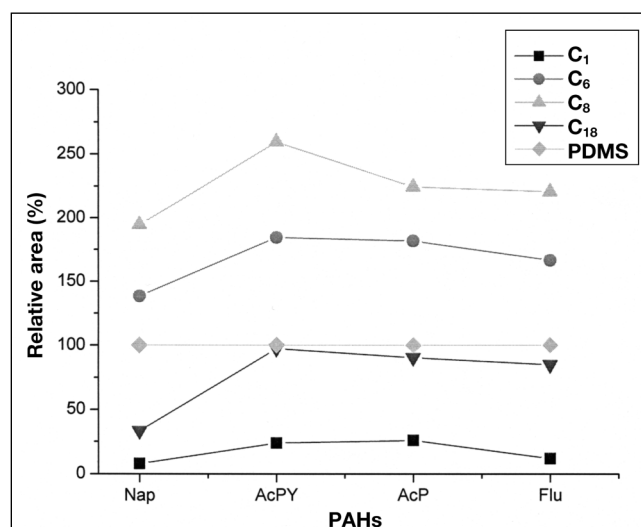 C₁
C₆
C₈
C₁₈
PDMS
300
250
200
150
100
50
0
Relative area (%)
Nap AcPY AcP Flu
PAHs